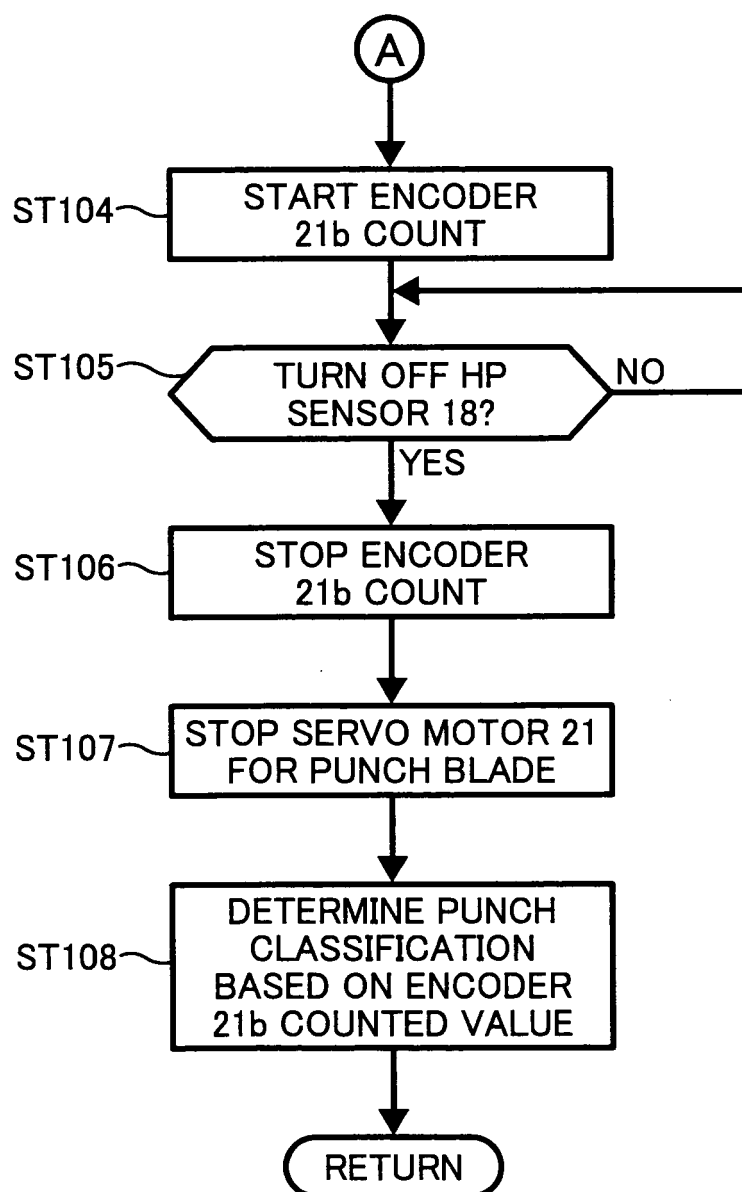 A
ST104
START ENCODER
21b COUNT
ST105
TURN OFF HP
SENSOR 18?
NO
YES
ST106
STOP ENCODER
21b COUNT
ST107
STOP SERVO MOTOR 21
FOR PUNCH BLADE
ST108
DETERMINE PUNCH
CLASSIFICATION
BASED ON ENCODER
21b COUNTED VALUE
RETURN